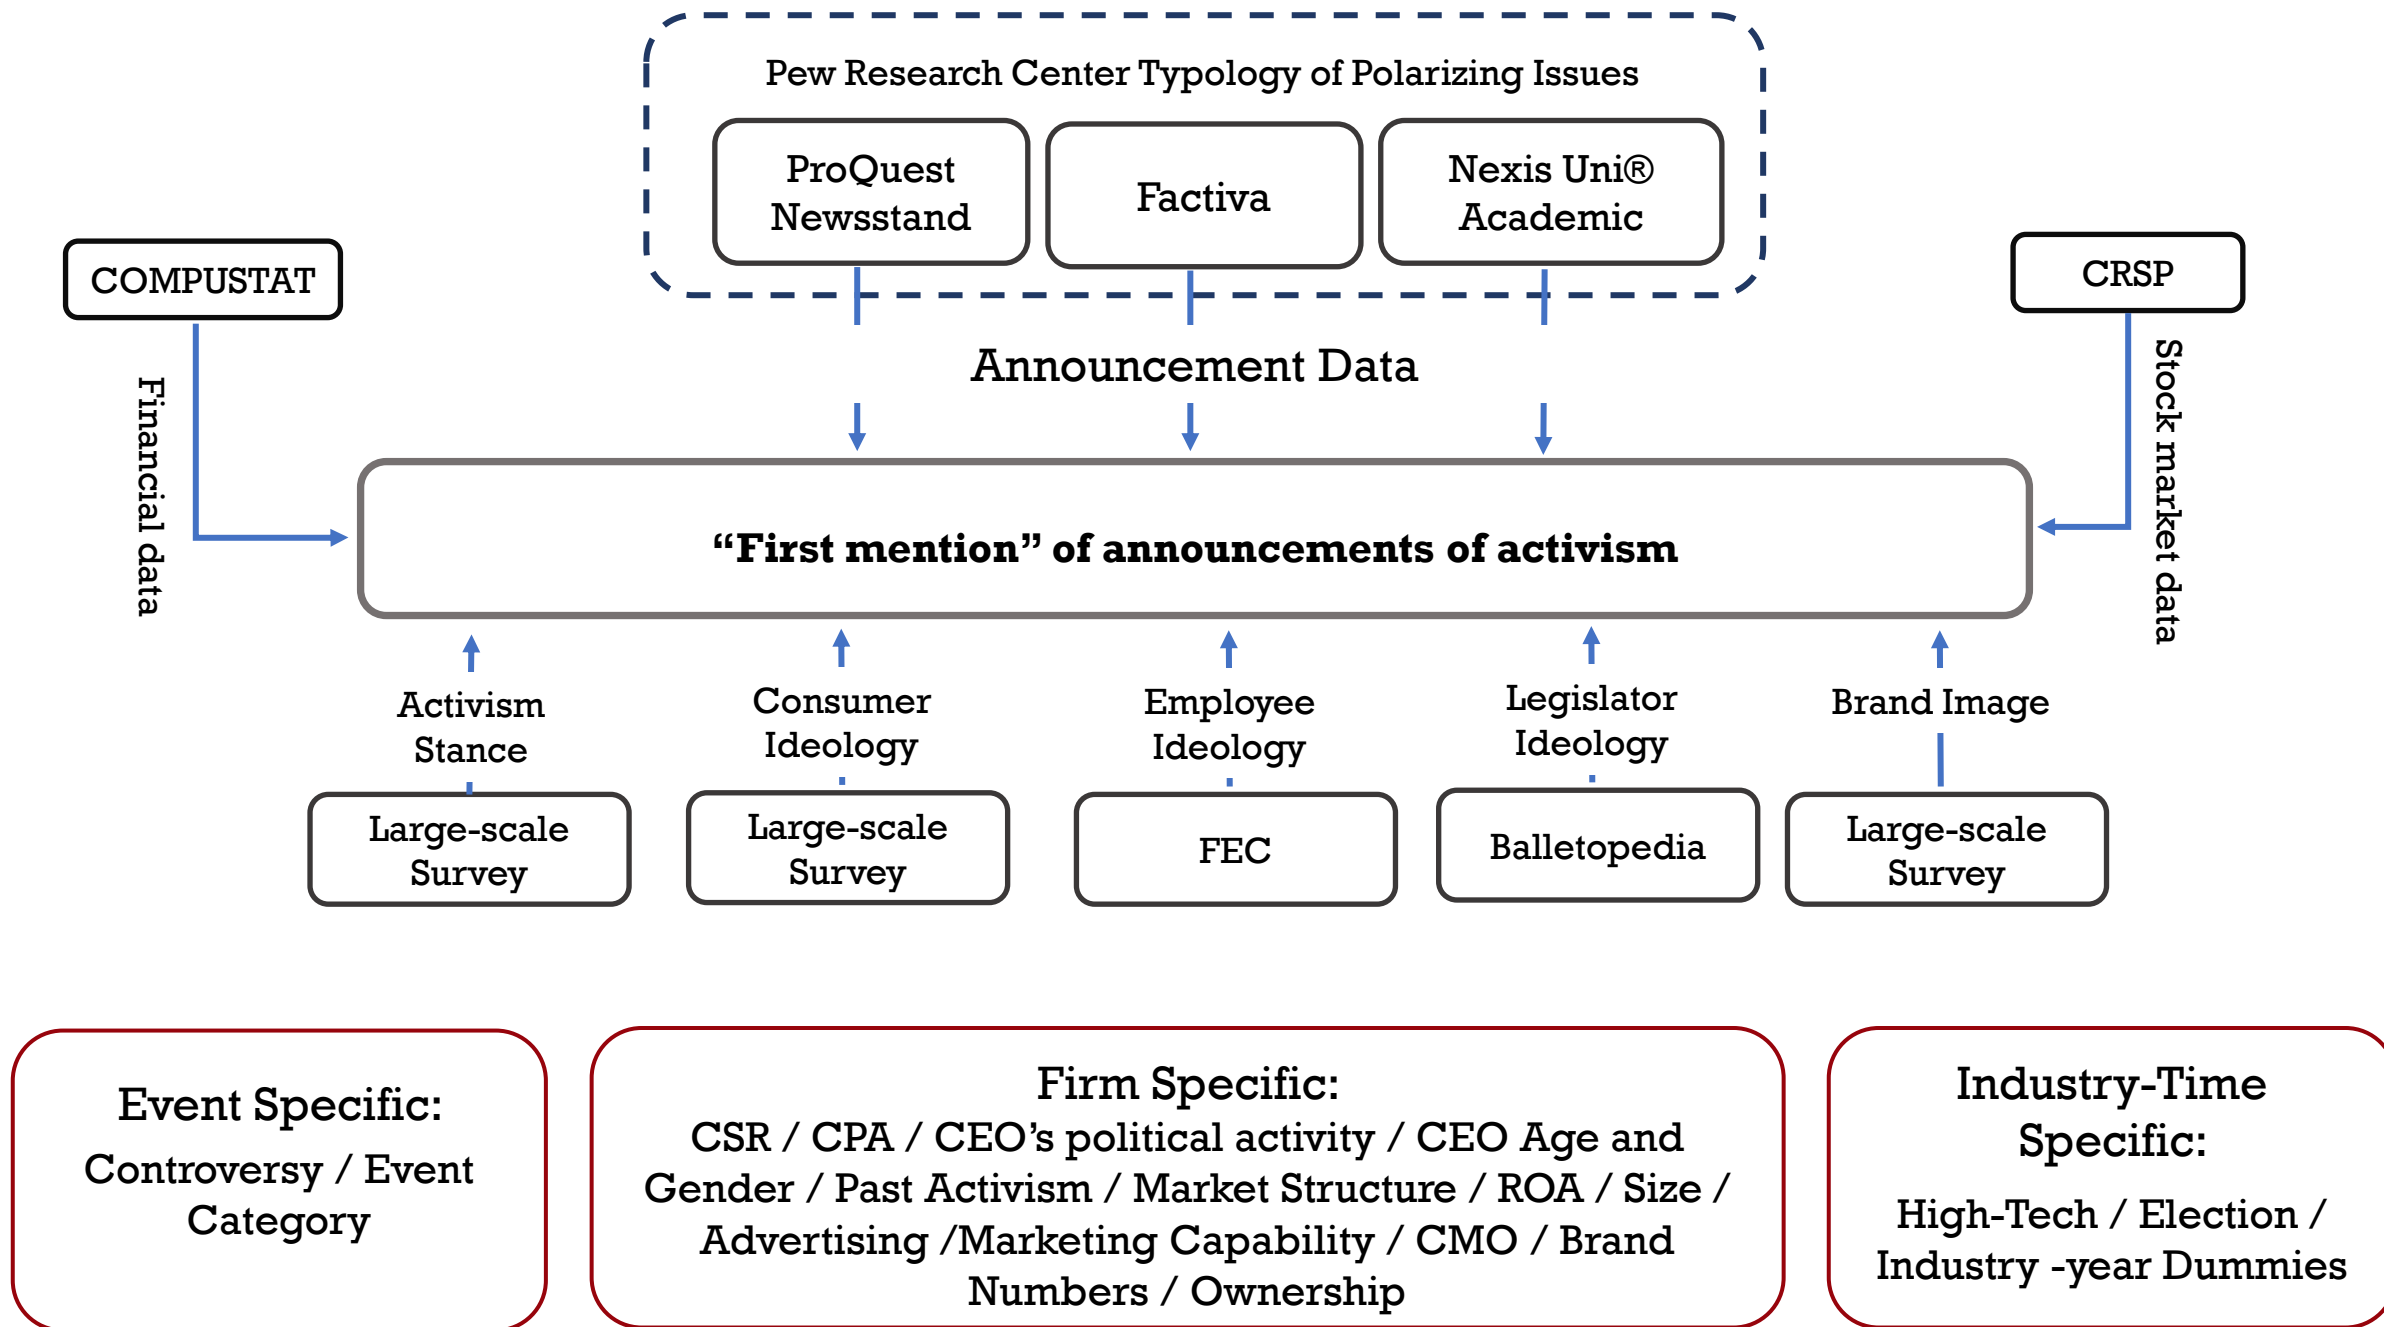 Pew Research Center Typology of Polarizing Issues
ProQuest
Newsstand
Factiva
Nexis Uni®
Academic
COMPUSTAT
CRSP
Announcement Data
Financial data
Stock market data
“First mention” of announcements of activism
Activism
Stance
Consumer
Ideology
Employee
Ideology
Legislator
Ideology
Brand Image
Large-scale
Survey
Large-scale
Survey
FEC
Balletopedia
Large-scale
Survey
Event Specific:
Controversy / Event
Category
Firm Specific:
CSR / CPA / CEO’s political activity / CEO Age and
Gender / Past Activism / Market Structure / ROA / Size /
Advertising /Marketing Capability / CMO / Brand
Numbers / Ownership
Industry-Time
Specific:
High-Tech / Election /
Industry -year Dummies